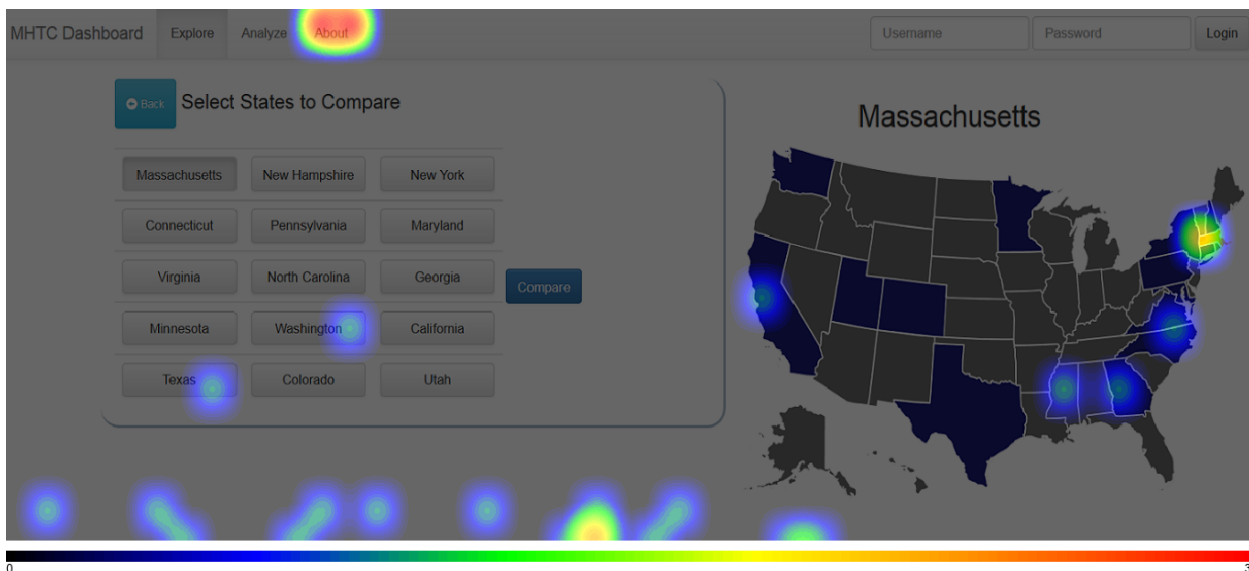 MHTC Dashboard Explore Analyze About Username Password Login
Back Select States to Compare
Massachusetts
Massachusetts New Hampshire New York
Connecticut Pennsylvania Maryland
Virginia North Carolina Georgia
Compare
Minnesota Washington California
Texas Colorado Utah
0 3